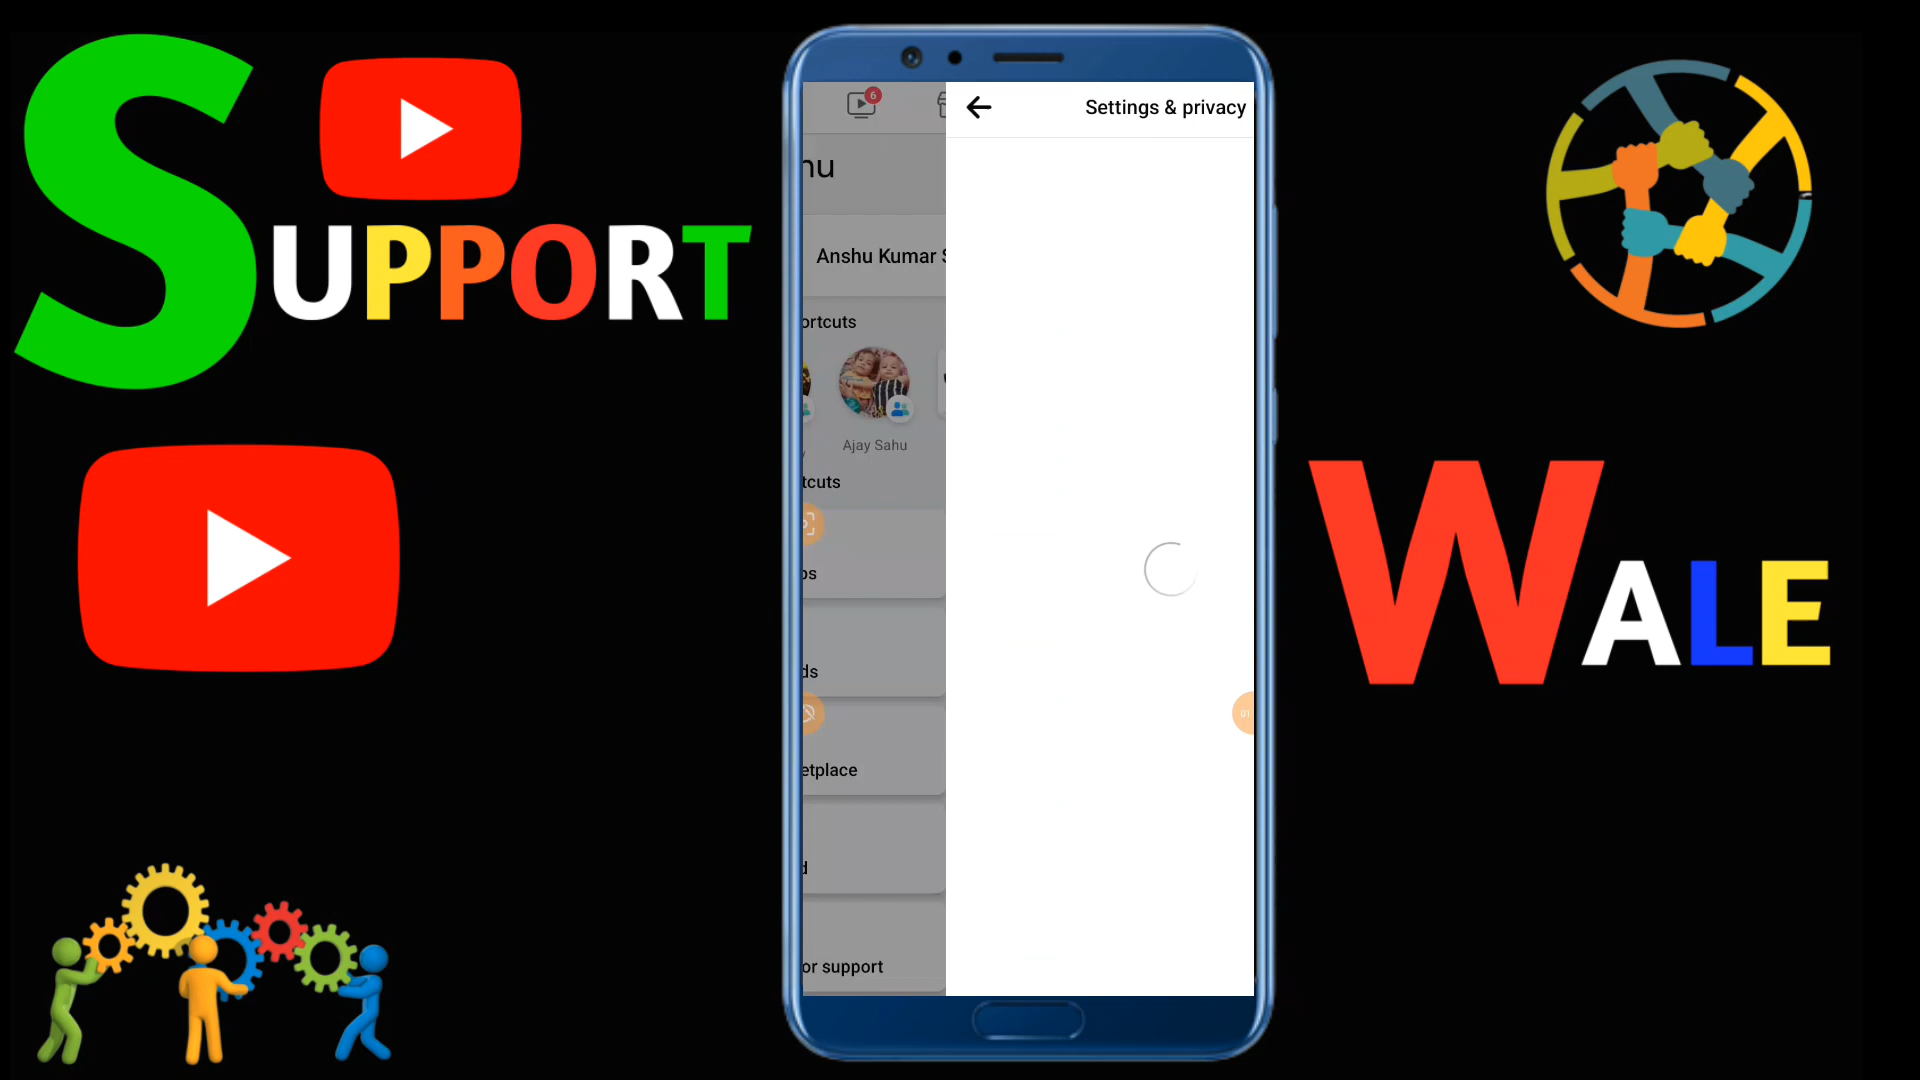 SUPPORT
WALE
6
Settings & privacy
nu
Anshu Kumar S
ortcuts
Ajay Sahu
tcuts
ps
ds
etplace
d
or support